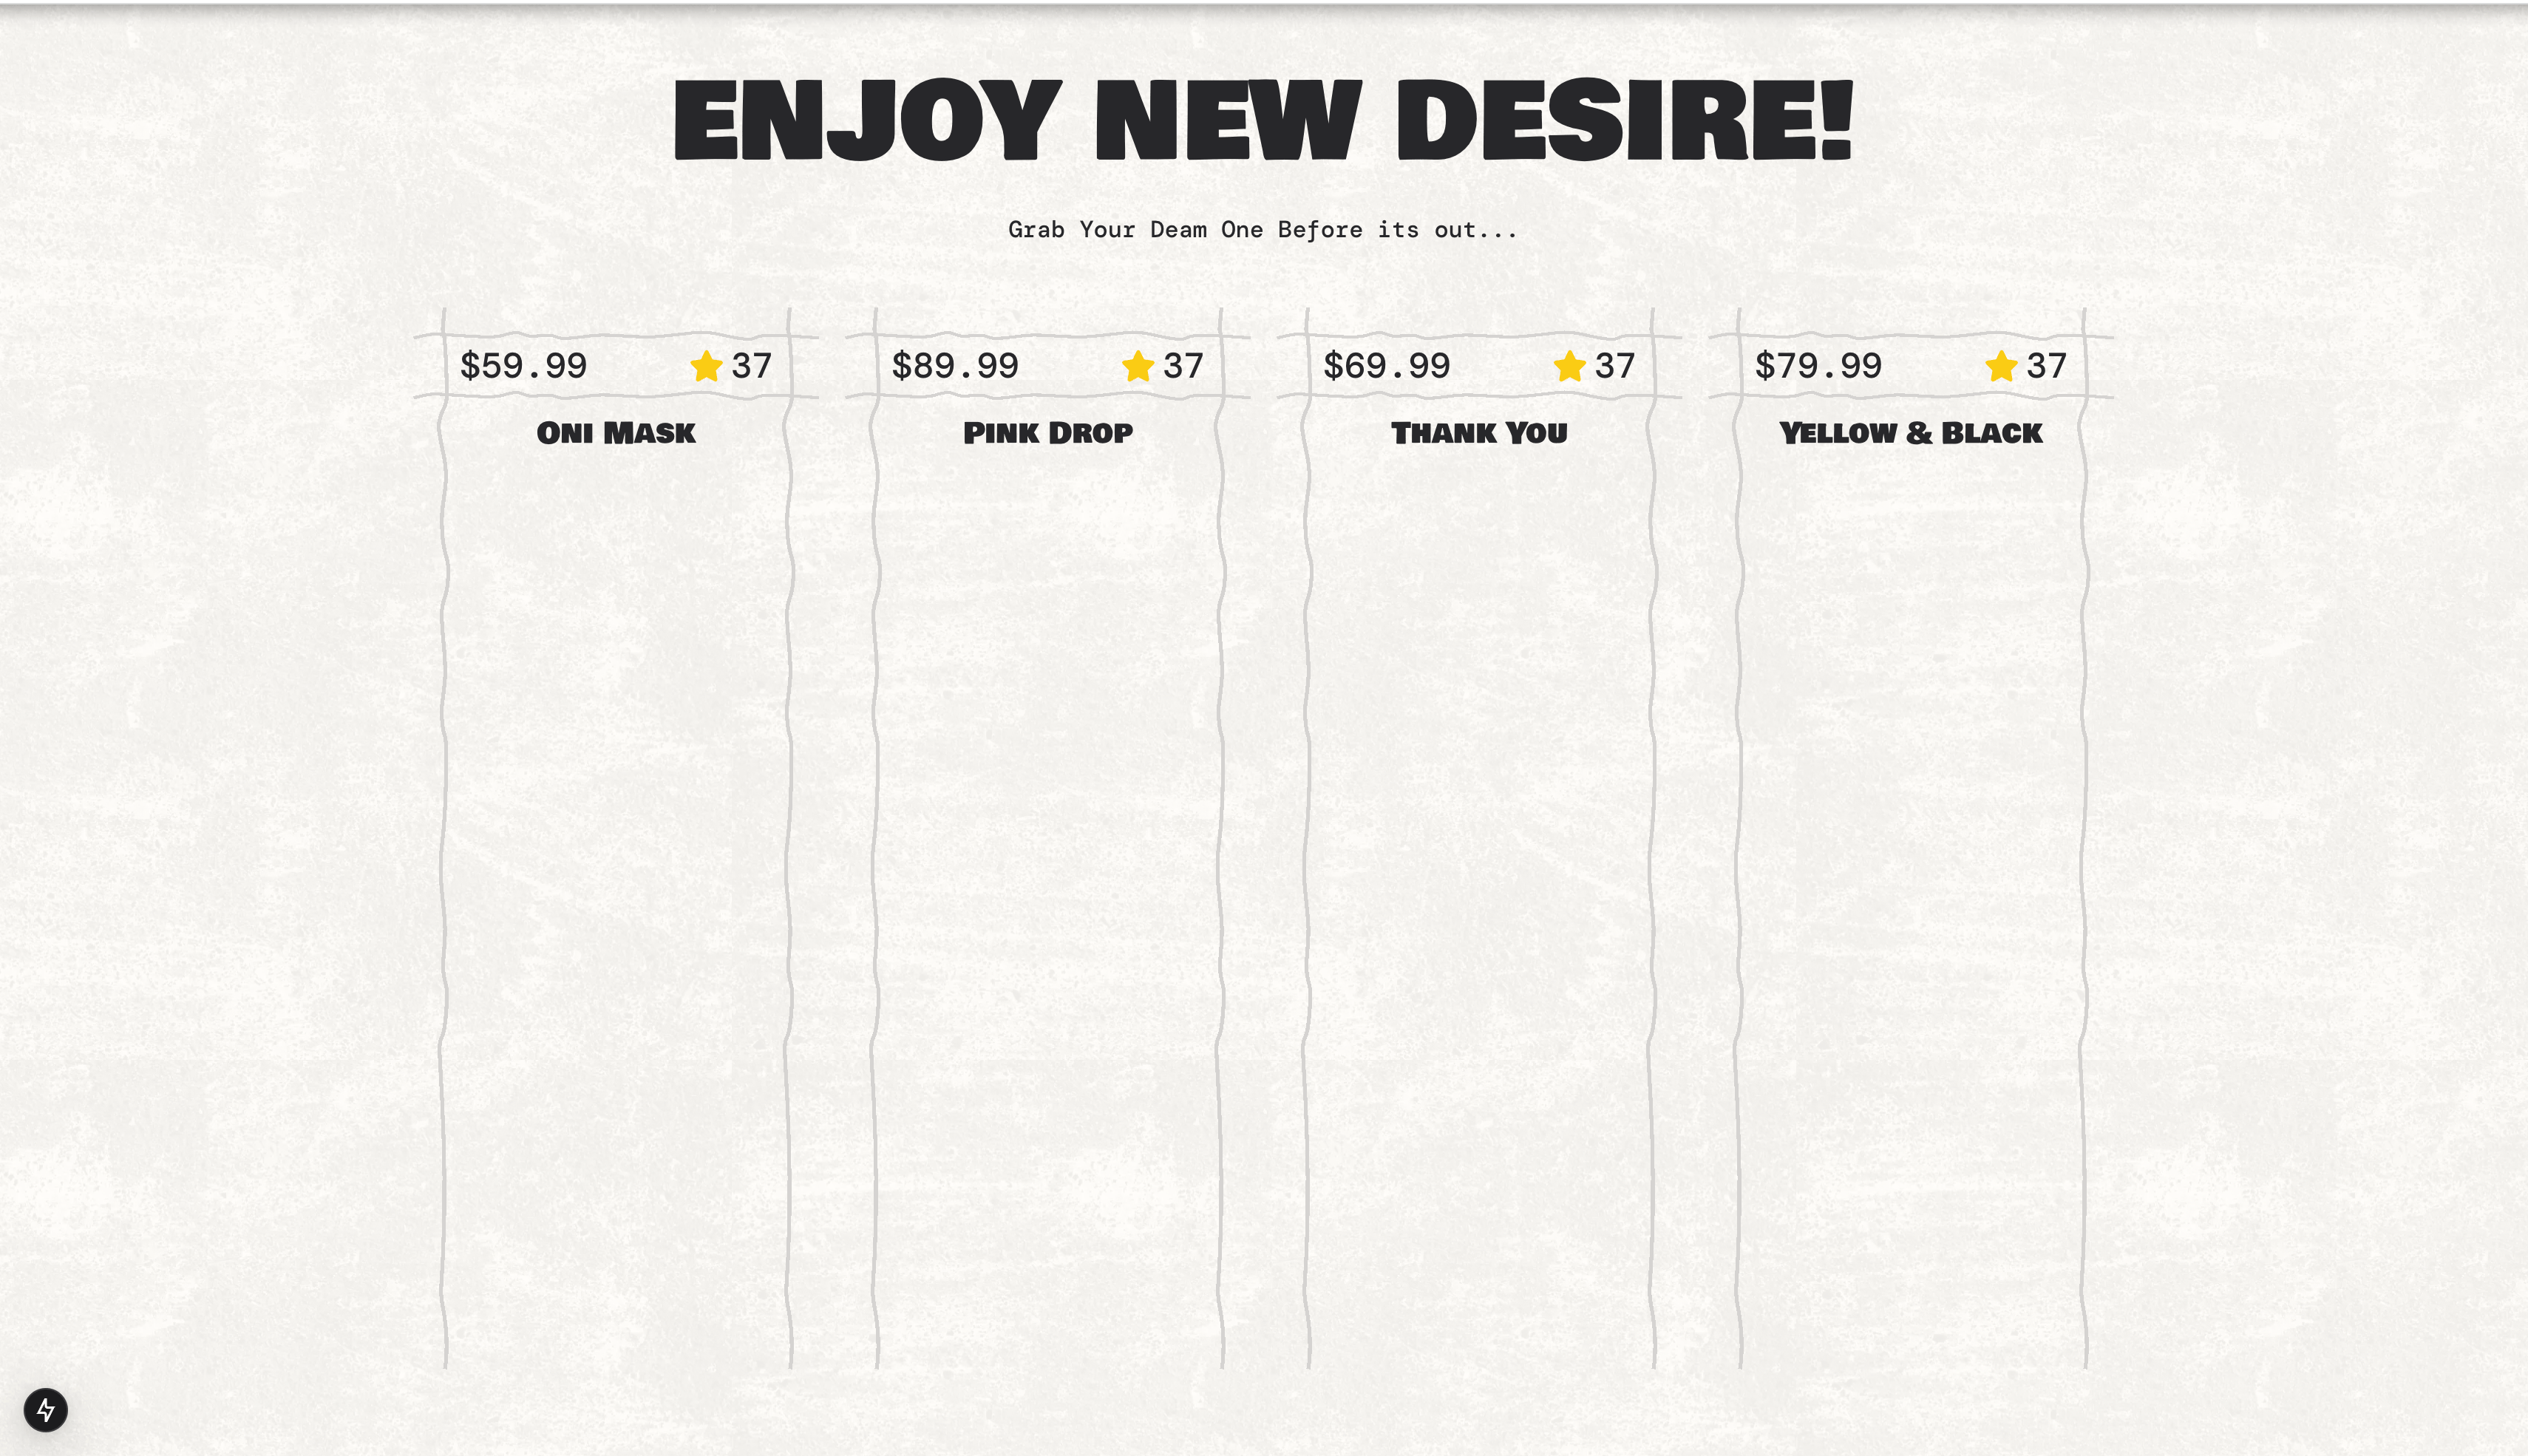 ENJOY NEW DESIRE!
Grab Your Deam One Before its out...
$59.99 37 $89.99 37 $69.99 37 $79.99 37
Oni Mask Pink Drop Thank You Yellow & Black